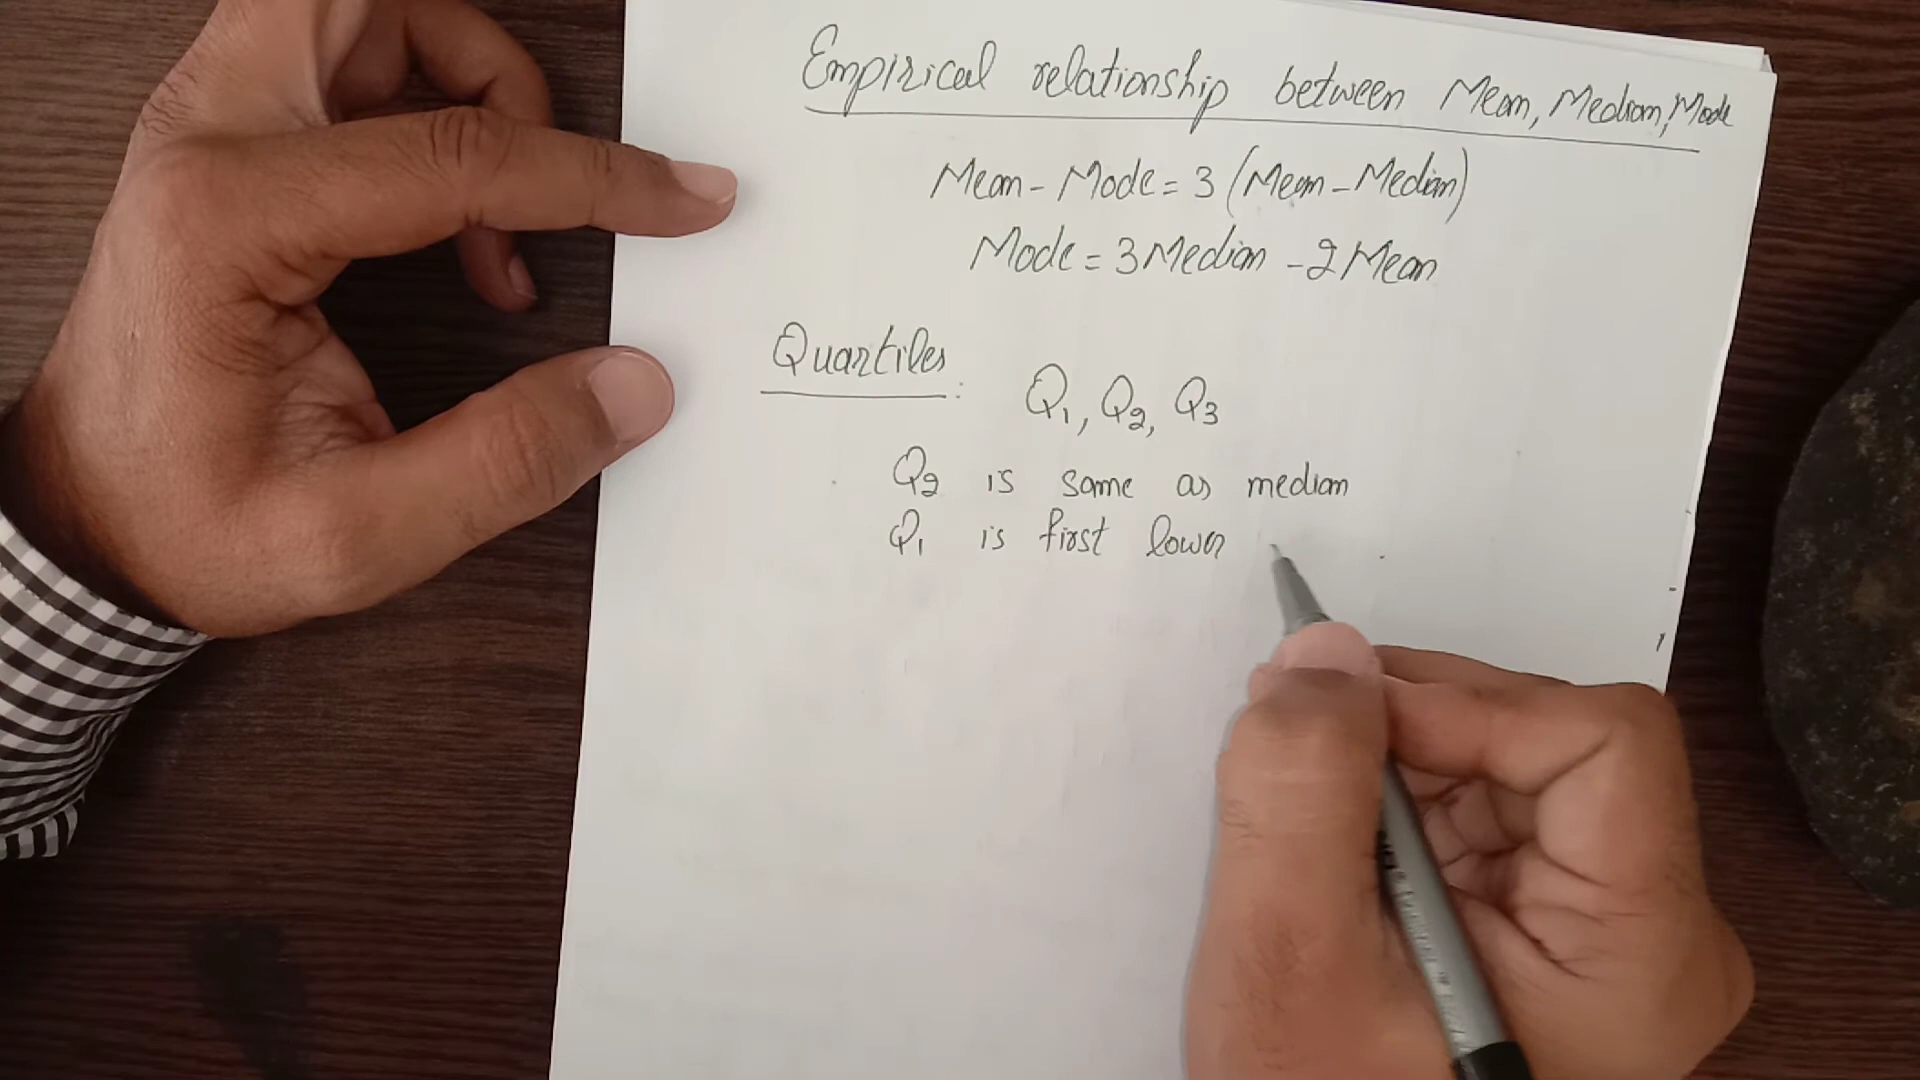 Empirical relationship between Mean, Median, Mode
Mean - Mode = 3 (Mean - Median)
Mode = 3 Median - 2 Mean
Quartiles : Q₁, Q₂, Q₃
Q₂ is same as median
Q₁ is first lower